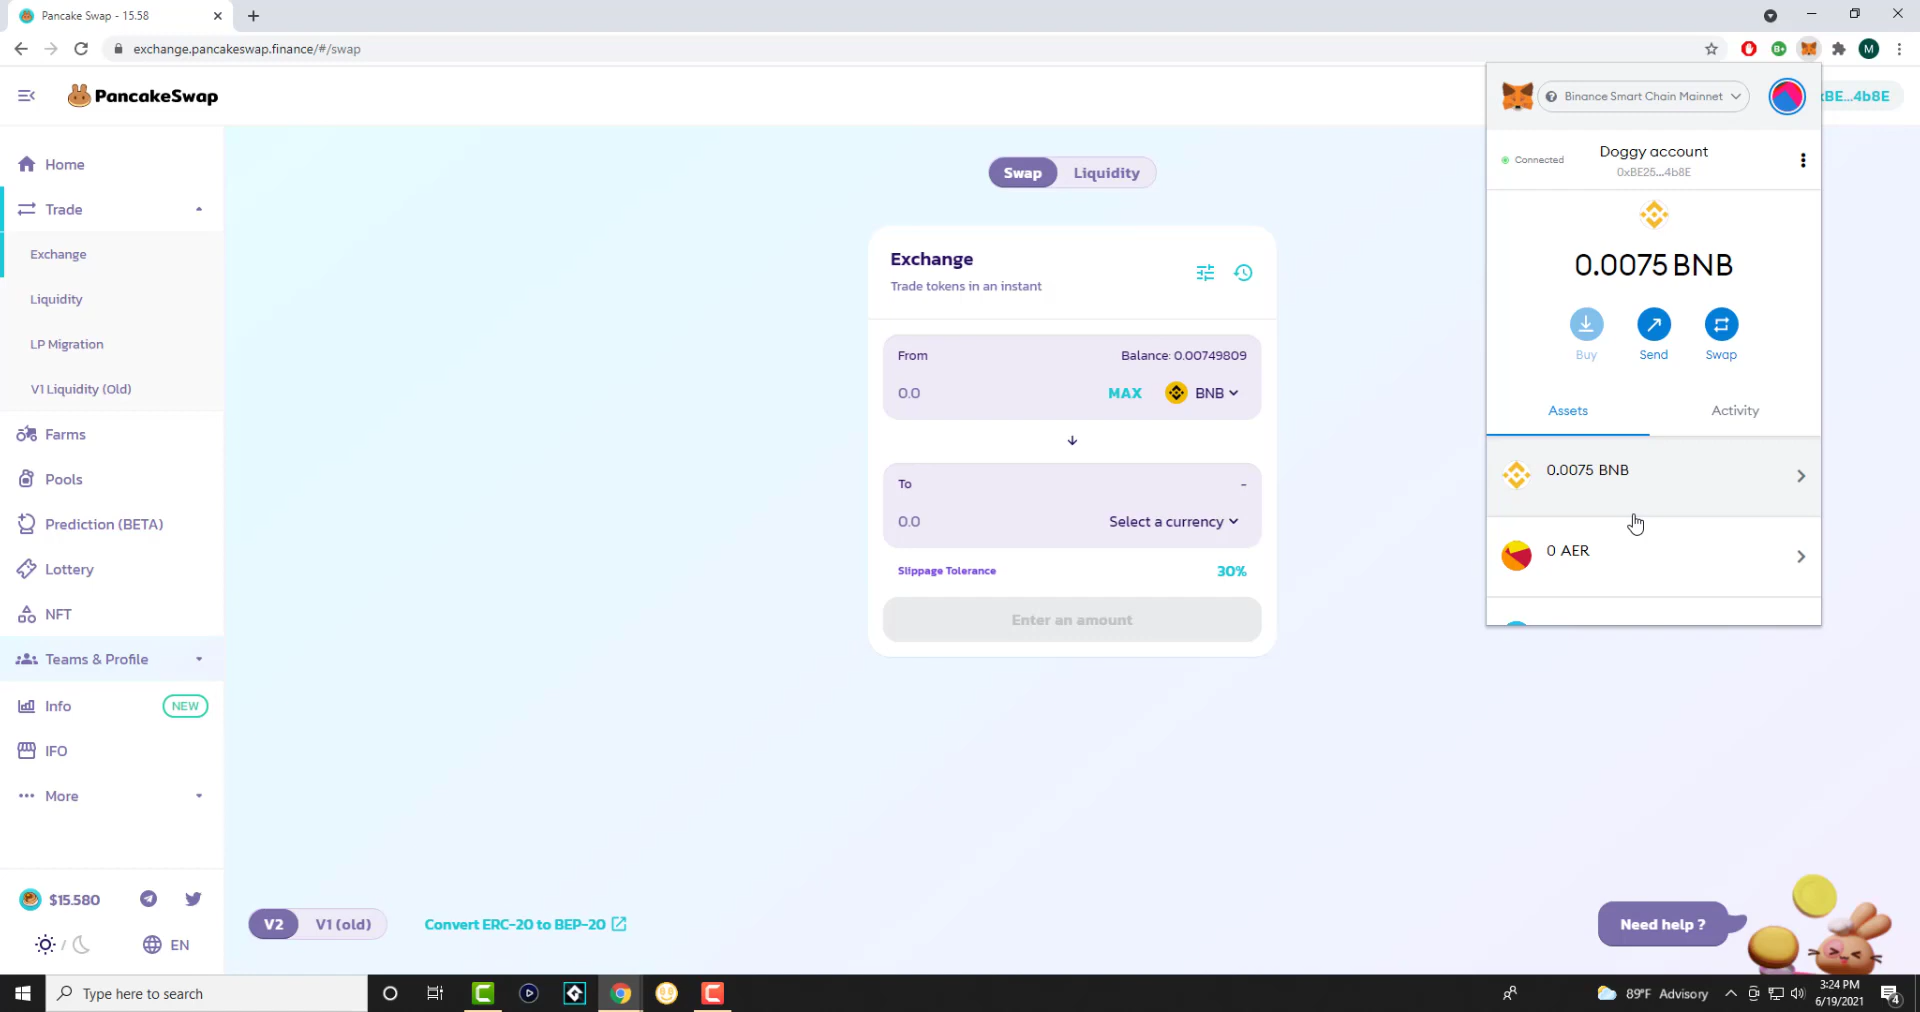 Pancake Swap - 15.58
exchange.pancakeswap.finance/#/swap
M
PancakeSwap
Binance Smart Chain Mainnet
BE...4b8E
Home
Trade
Exchange
Liquidity
LP Migration
V1 Liquidity (Old)
Farms
Pools
Prediction (BETA)
Lottery
NFT
Teams & Profile
Info
NEW
IFO
More
$15.580
/
EN
Swap
Liquidity
Exchange
Trade tokens in an instant
From
Balance: 0.00749809
0.0
MAX
BNB
To
-
0.0
Select a currency
Slippage Tolerance
30%
Enter an amount
V2
V1 (old)
Convert ERC-20 to BEP-20
Connected
Doggy account
0xBE25...4b8E
0.0075 BNB
Buy
Send
Swap
Assets
Activity
0.0075 BNB
0 AER
Need help ?
Type here to search
89°F Advisory
3:24 PM
6/19/2021
4